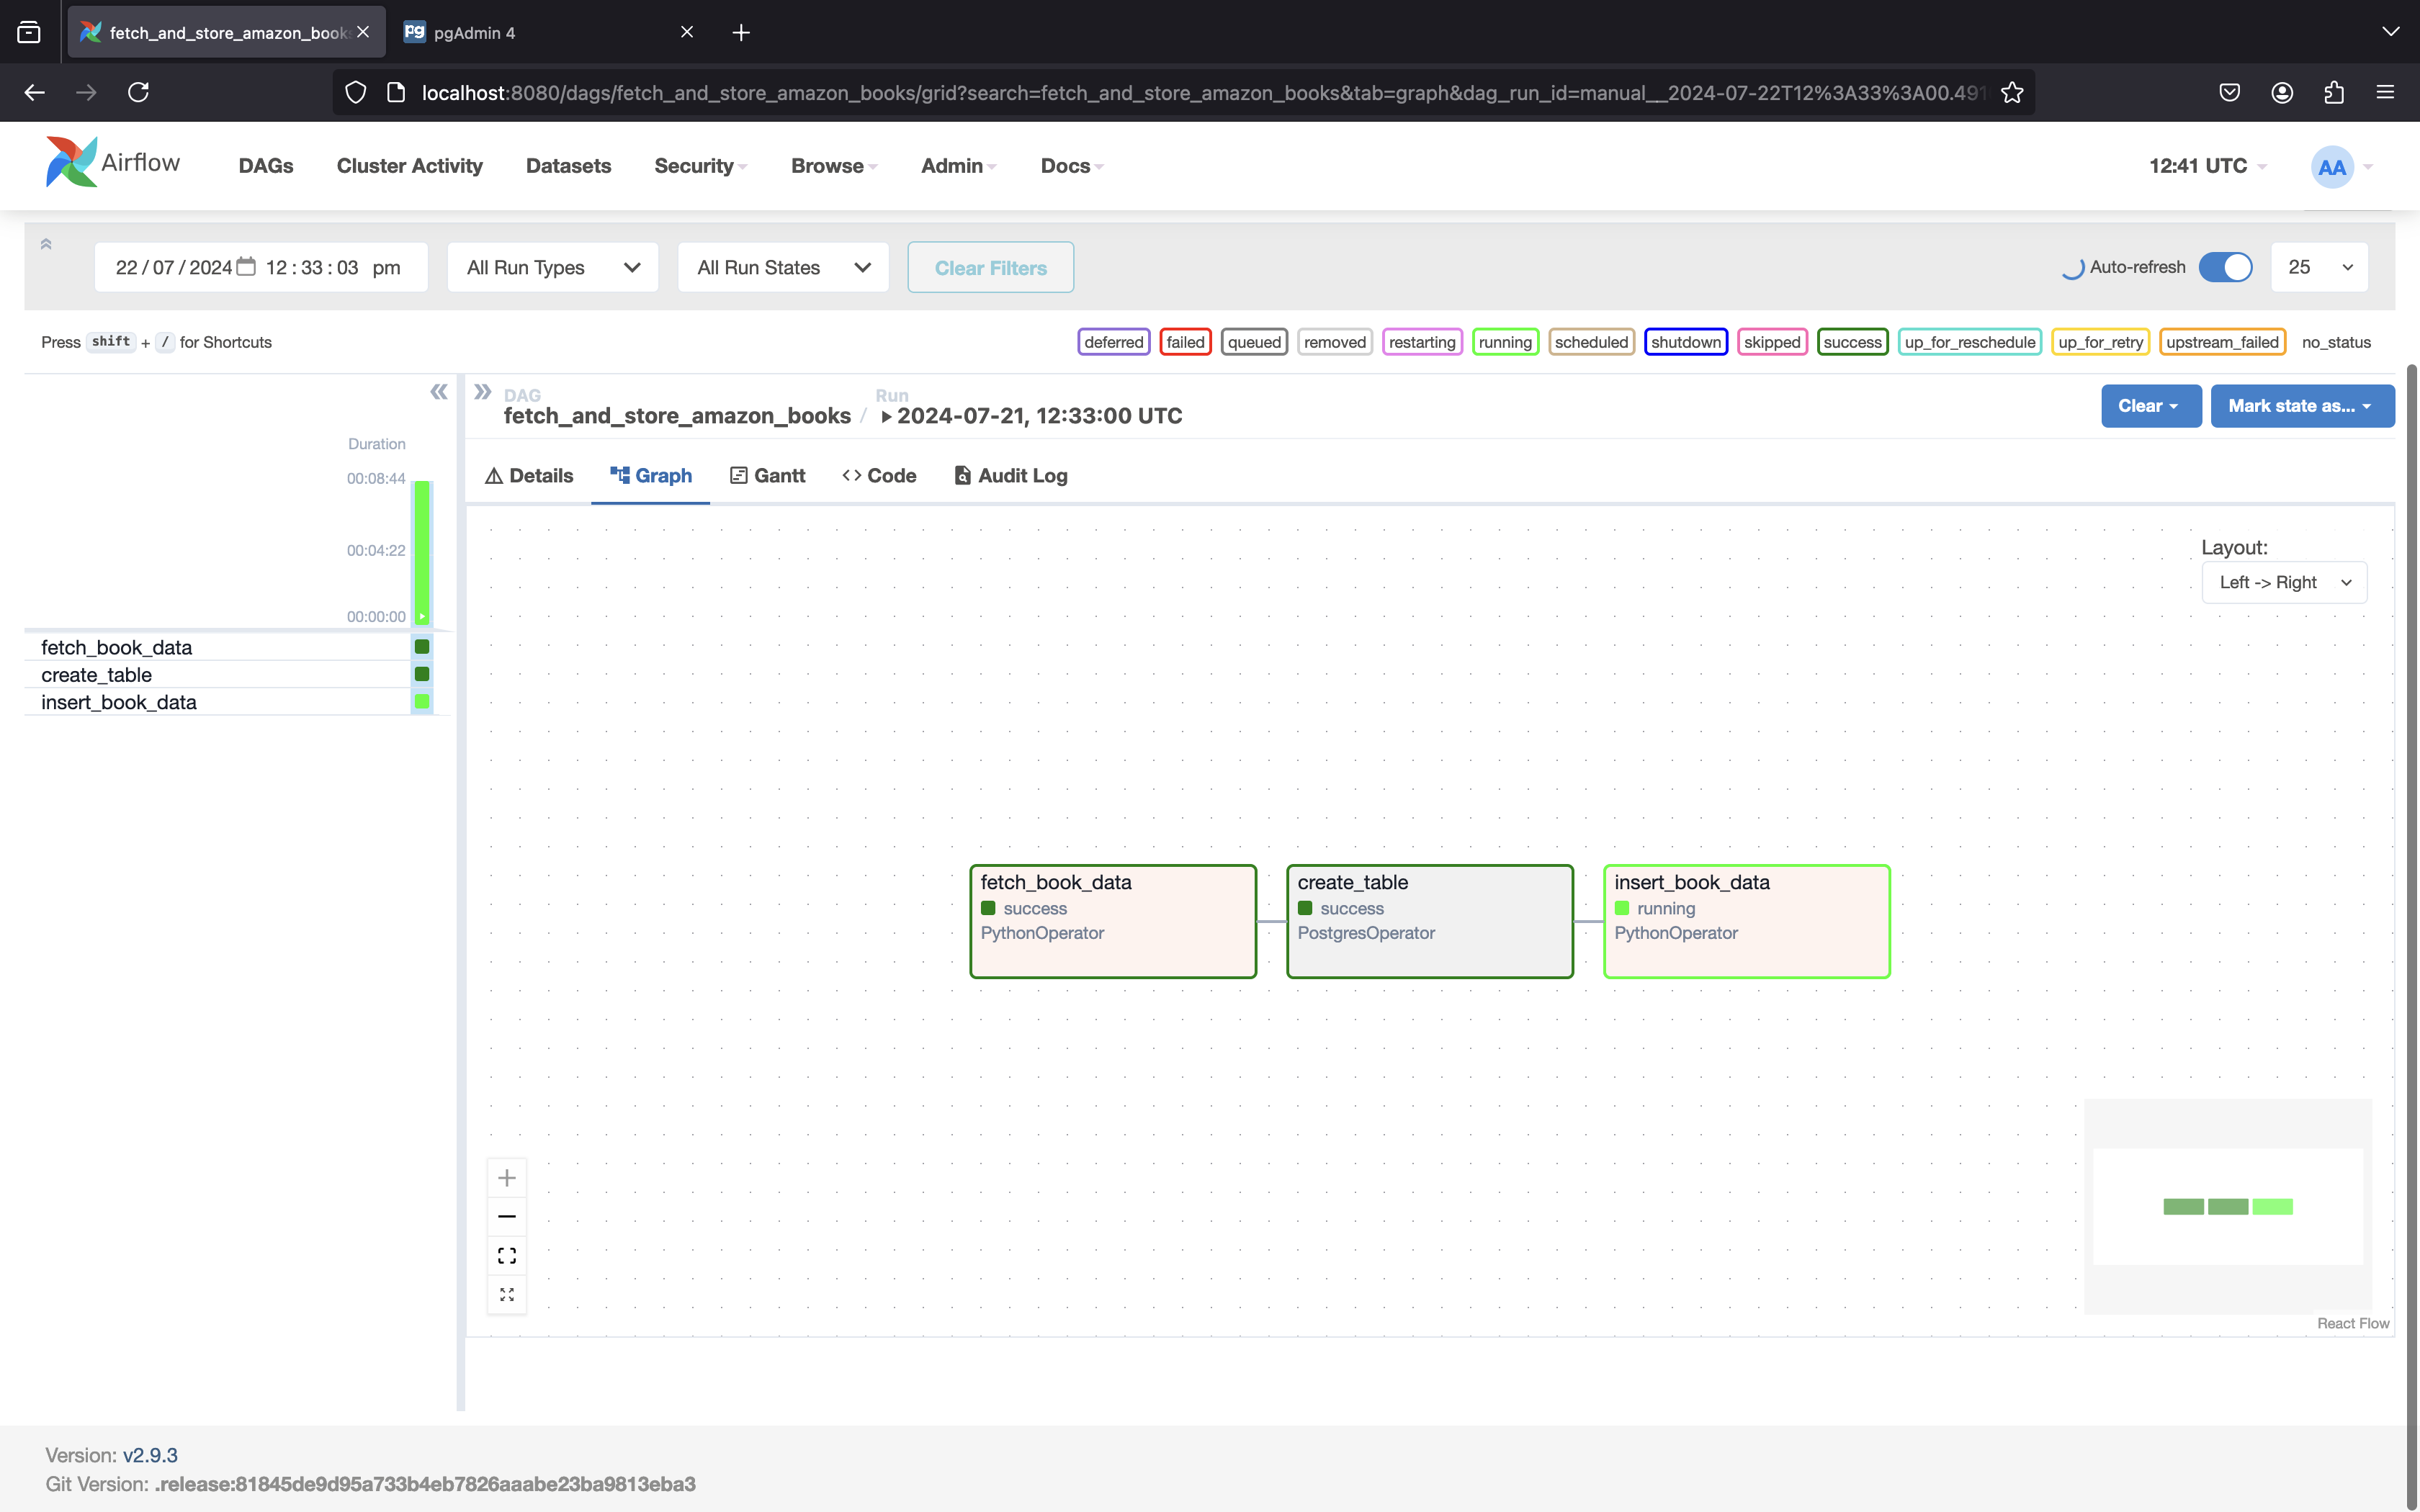 fetch_and_store_amazon_book
pgAdmin 4
localhost:8080/dags/fetch_and_store_amazon_books/grid?search=fetch_and_store_amazon_books&tab=graph&dag_run_id=manual__2024-07-22T12%3A33%3A00.491
Airflow
DAGs
Cluster Activity
Datasets
Security
Browse
Admin
Docs
12:41 UTC
AA
22 / 07 / 2024 12 : 33 : 03 pm
All Run Types
All Run States
Clear Filters
Auto-refresh
25
Press shift + / for Shortcuts
deferred
failed
queued
removed
restarting
running
scheduled
shutdown
skipped
success
up_for_reschedule
up_for_retry
upstream_failed
no_status
DAG
fetch_and_store_amazon_books /
Run
2024-07-21, 12:33:00 UTC
Clear
Mark state as...
Duration
00:08:44
00:04:22
00:00:00
fetch_book_data
create_table
insert_book_data
Details
Graph
Gantt
Code
Audit Log
Layout:
Left -> Right
fetch_book_data
success
PythonOperator
create_table
success
PostgresOperator
insert_book_data
running
PythonOperator
React Flow
Version: v2.9.3
Git Version: .release:81845de9d95a733b4eb7826aaabe23ba9813eba3